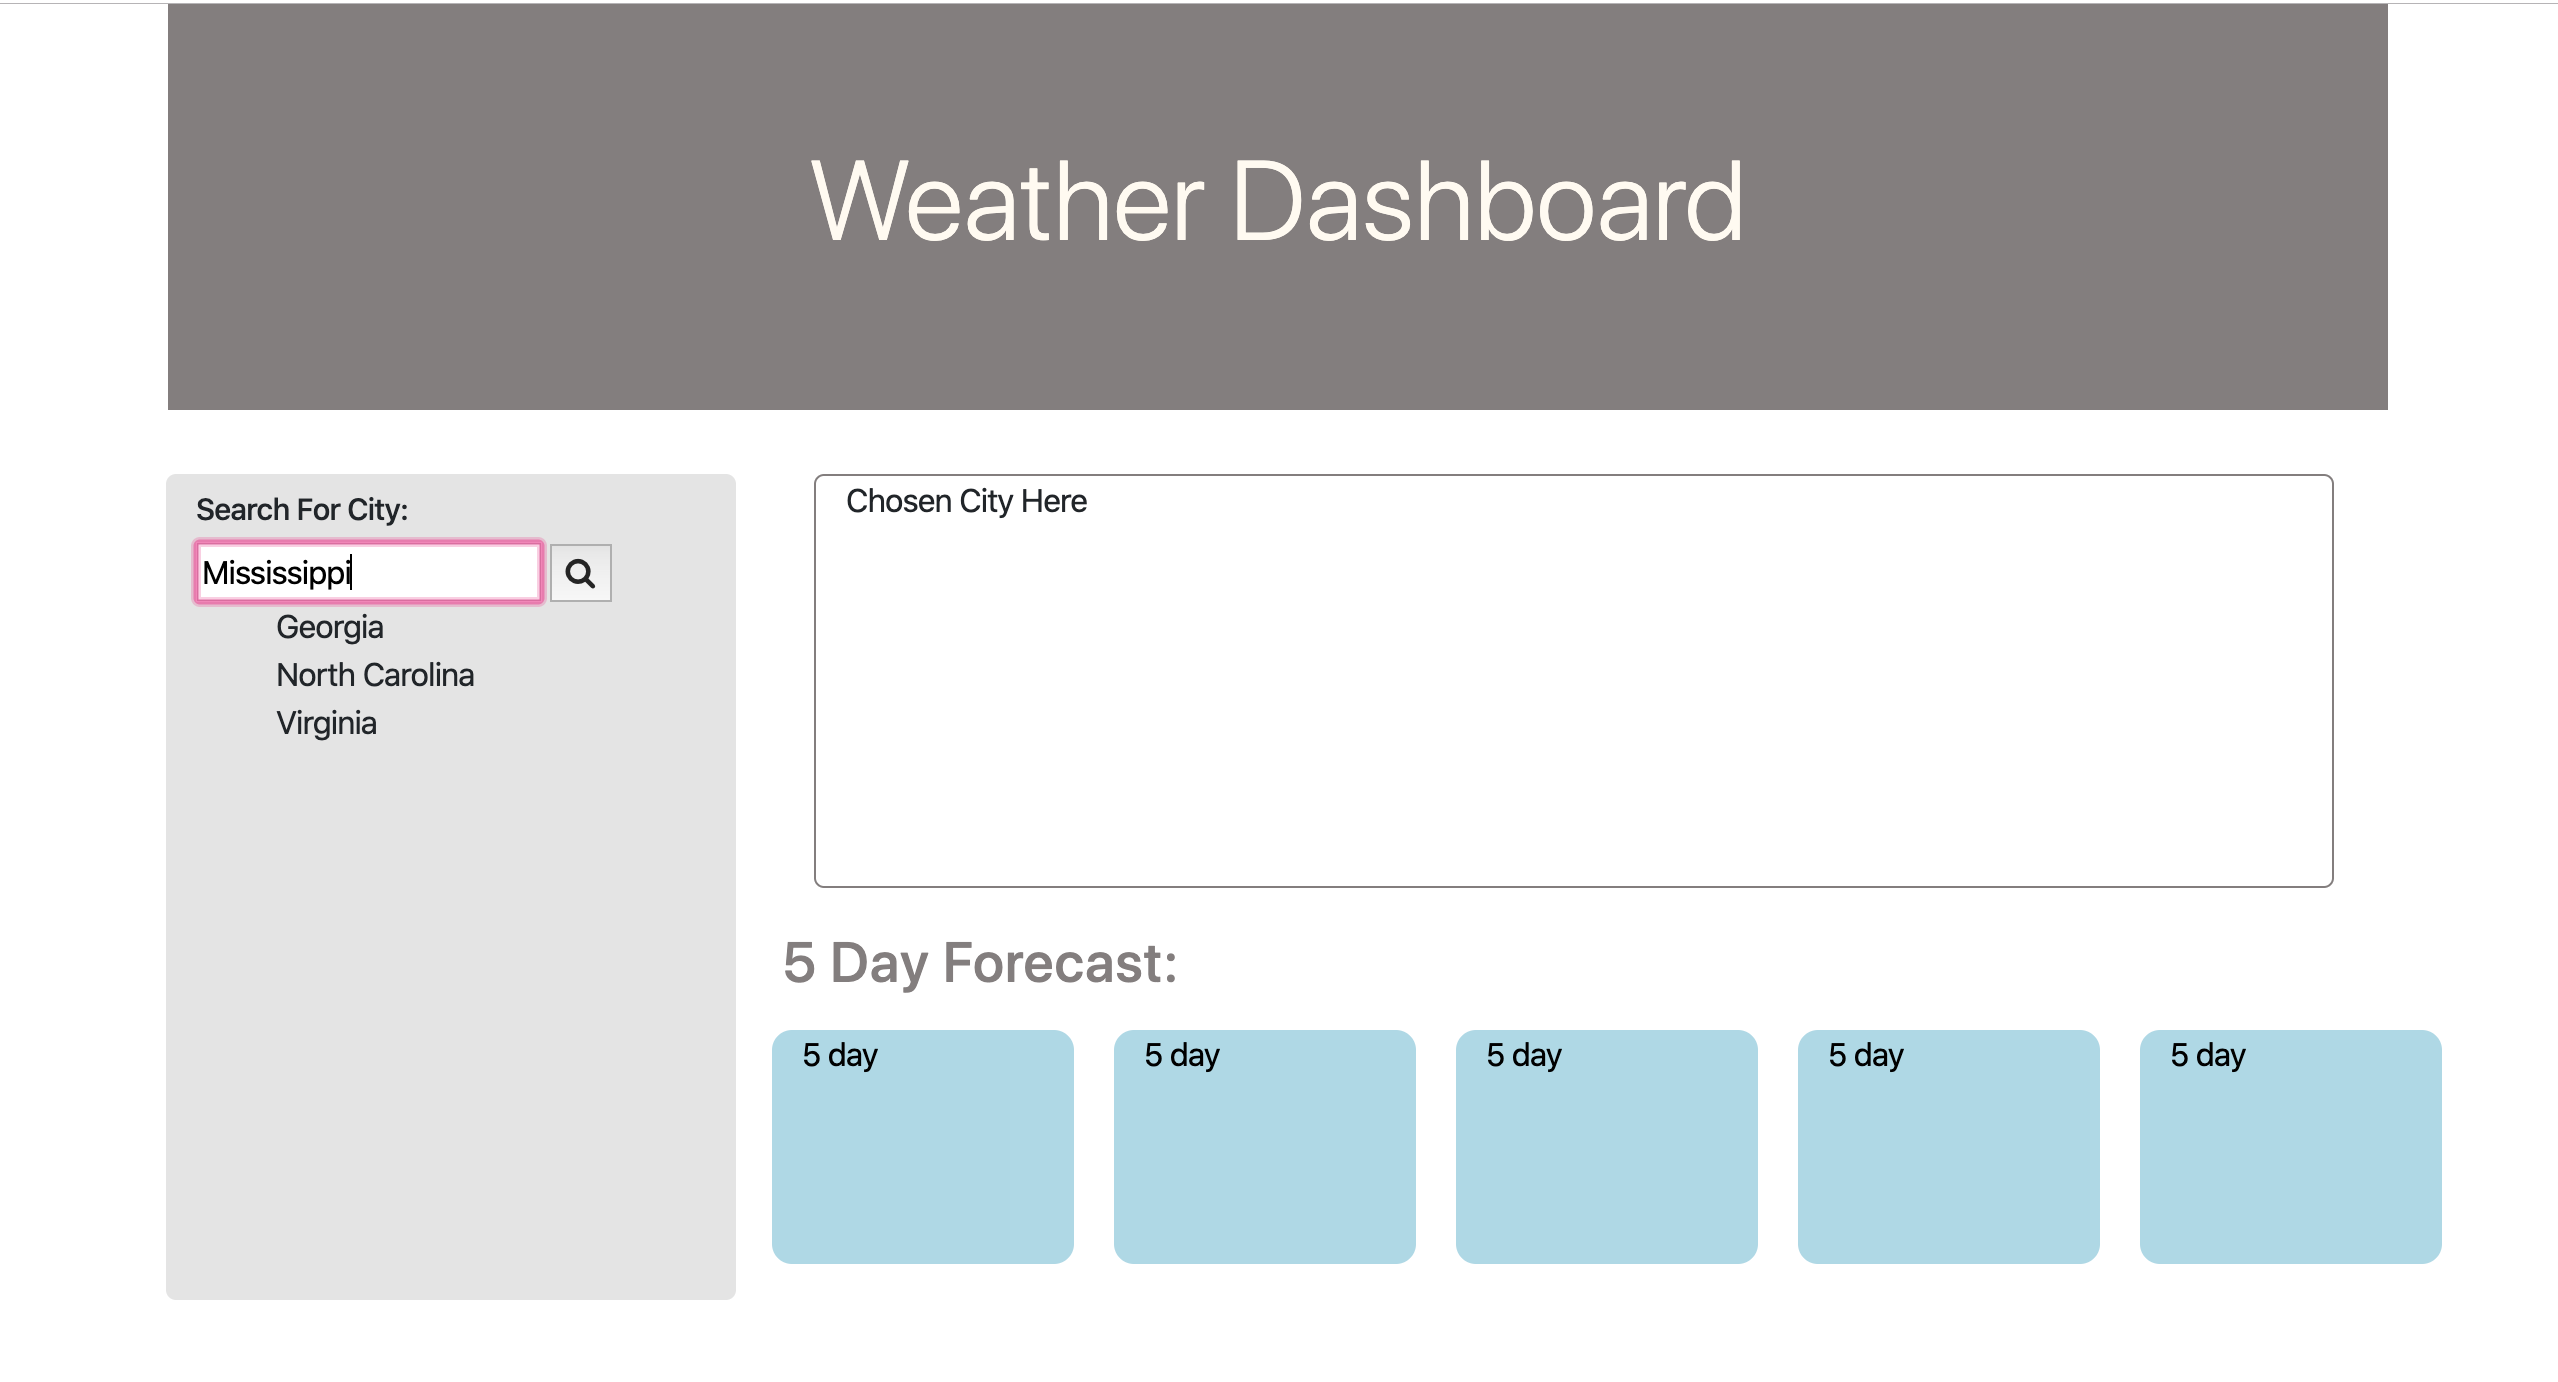 Weather Dashboard
Search For City:
Mississippi
Georgia
North Carolina
Virginia
Chosen City Here
5 Day Forecast:
5 day
5 day
5 day
5 day
5 day